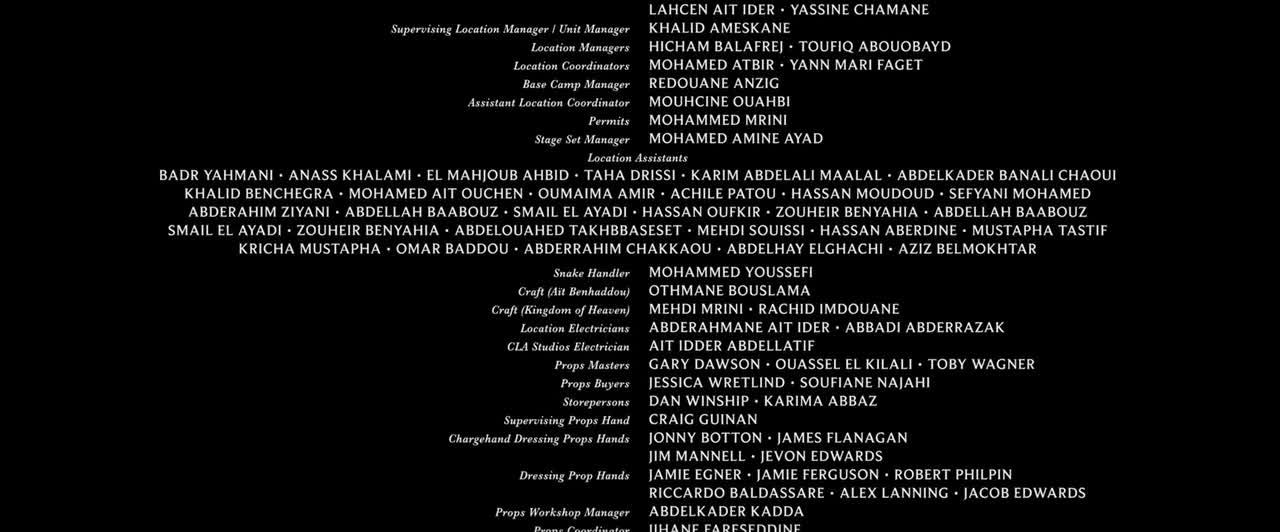 LAHCEN AIT IDER • YASSINE CHAMANE
Supervising Location Manager / Unit Manager KHALID AMESKANE
Location Managers HICHAM BALAFREJ • TOUFIQ ABOUOBAYD
Location Coordinators MOHAMED ATBIR • YANN MARI FAGET
Base Camp Manager REDOUANE ANZIG
Assistant Location Coordinator MOUHCINE OUAHBI
Permits MOHAMMED MRINI
Stage Set Manager MOHAMED AMINE AYAD
Location Assistants
BADR YAHMANI • ANASS KHALAMI • EL MAHJOUB AHBID • TAHA DRISSI • KARIM ABDELALI MAALAL • ABDELKADER BANALI CHAOUI
KHALID BENCHEGRA • MOHAMED AIT OUCHEN • OUMAIMA AMIR • ACHILE PATOU • HASSAN MOUDOUD • SEFYANI MOHAMED
ABDERAHIM ZIYANI • ABDELLAH BAABOUZ • SMAIL EL AYADI • HASSAN OUFKIR • ZOUHEIR BENYAHIA • ABDELLAH BAABOUZ
SMAIL EL AYADI • ZOUHEIR BENYAHIA • ABDELOUAHED TAKHBBASESET • MEHDI SOUISSI • HASSAN ABERDINE • MUSTAPHA TASTIF
KRICHA MUSTAPHA • OMAR BADDOU • ABDERRAHIM CHAKKAOU • ABDELHAY ELGHACHI • AZIZ BELMOKHTAR
Snake Handler MOHAMMED YOUSSEFI
Craft (Aït Benhaddou) OTHMANE BOUSLAMA
Craft (Kingdom of Heaven) MEHDI MRINI • RACHID IMDOUANE
Location Electricians ABDERAHMANE AIT IDER • ABBADI ABDERRAZAK
CLA Studios Electrician AIT IDDER ABDELLATIF
Props Masters GARY DAWSON • OUASSEL EL KILALI • TOBY WAGNER
Props Buyers JESSICA WRETLIND • SOUFIANE NAJAHI
Storepersons DAN WINSHIP • KARIMA ABBAZ
Supervising Props Hand CRAIG GUINAN
Chargehand Dressing Props Hands JONNY BOTTON • JAMES FLANAGAN
JIM MANNELL • JEVON EDWARDS
Dressing Prop Hands JAMIE EGNER • JAMIE FERGUSON • ROBERT PHILPIN
RICCARDO BALDASSARE • ALEX LANNING • JACOB EDWARDS
Props Workshop Manager ABDELKADER KADDA
Props Coordinator JIHANE FARESEDDINE